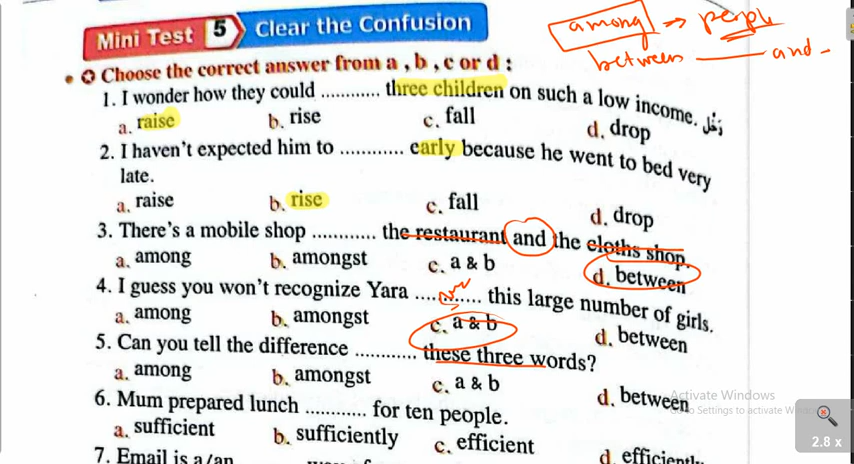 among => people
between ——— and -
Mini Test 5 Clear the Confusion
Choose the correct answer from a , b , c or d :
1. I wonder how they could ............ three children on such a low income. دخل
a. raise b. rise c. fall d. drop
2. I haven't expected him to ............ early because he went to bed very
late.
a. raise b. rise c. fall d. drop
3. There's a mobile shop ............ the restaurant and the cloths shop.
a. among b. amongst c. a & b d. between
4. I guess you won't recognize Yara ............ this large number of girls.
a. among b. amongst c. a & b d. between
5. Can you tell the difference ............ these three words?
a. among b. amongst c. a & b d. between
6. Mum prepared lunch ............ for ten people.
a. sufficient b. sufficiently c. efficient d. efficiently
7. Email is a/an
Activate Windows
Go to Settings to activate
2.8 x